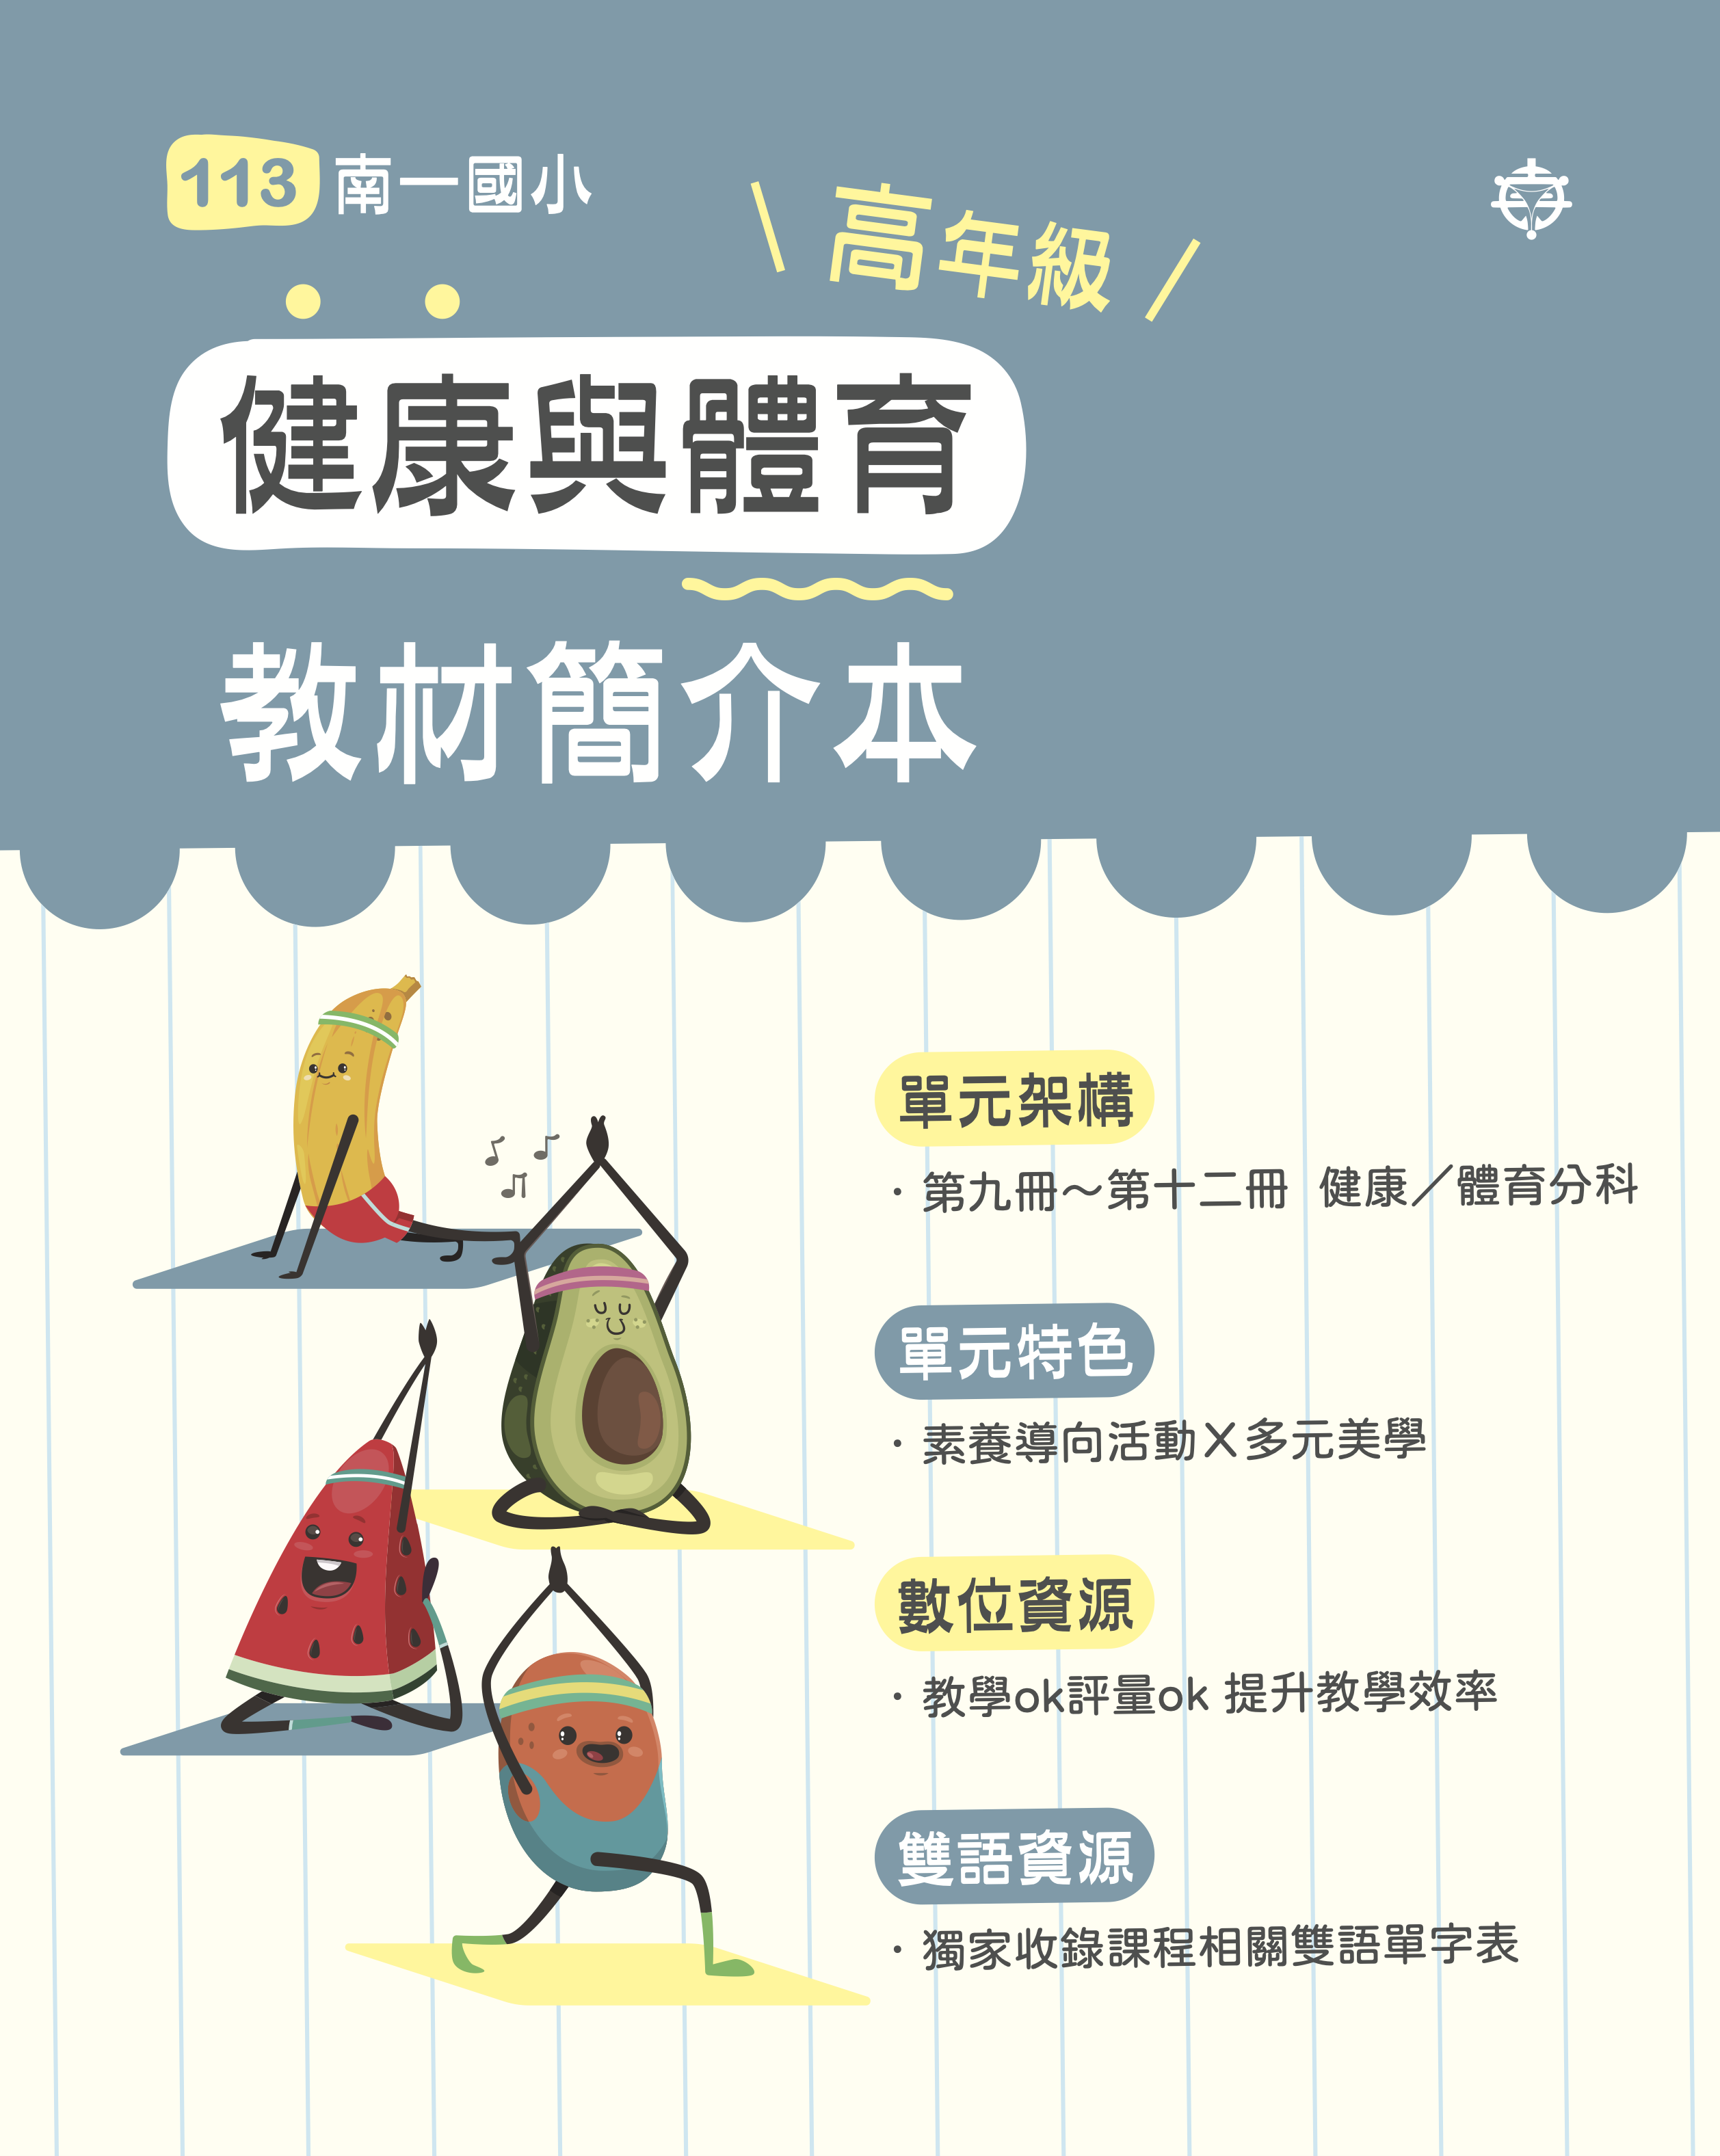 113 南一國小
高年級
健康與體育
教材簡介本
單元架構
・第九冊～第十二冊 健康／體育分科
單元特色
・素養導向活動X多元美學
數位資源
・教學ok評量ok 提升教學效率
雙語資源
・獨家收錄課程相關雙語單字表